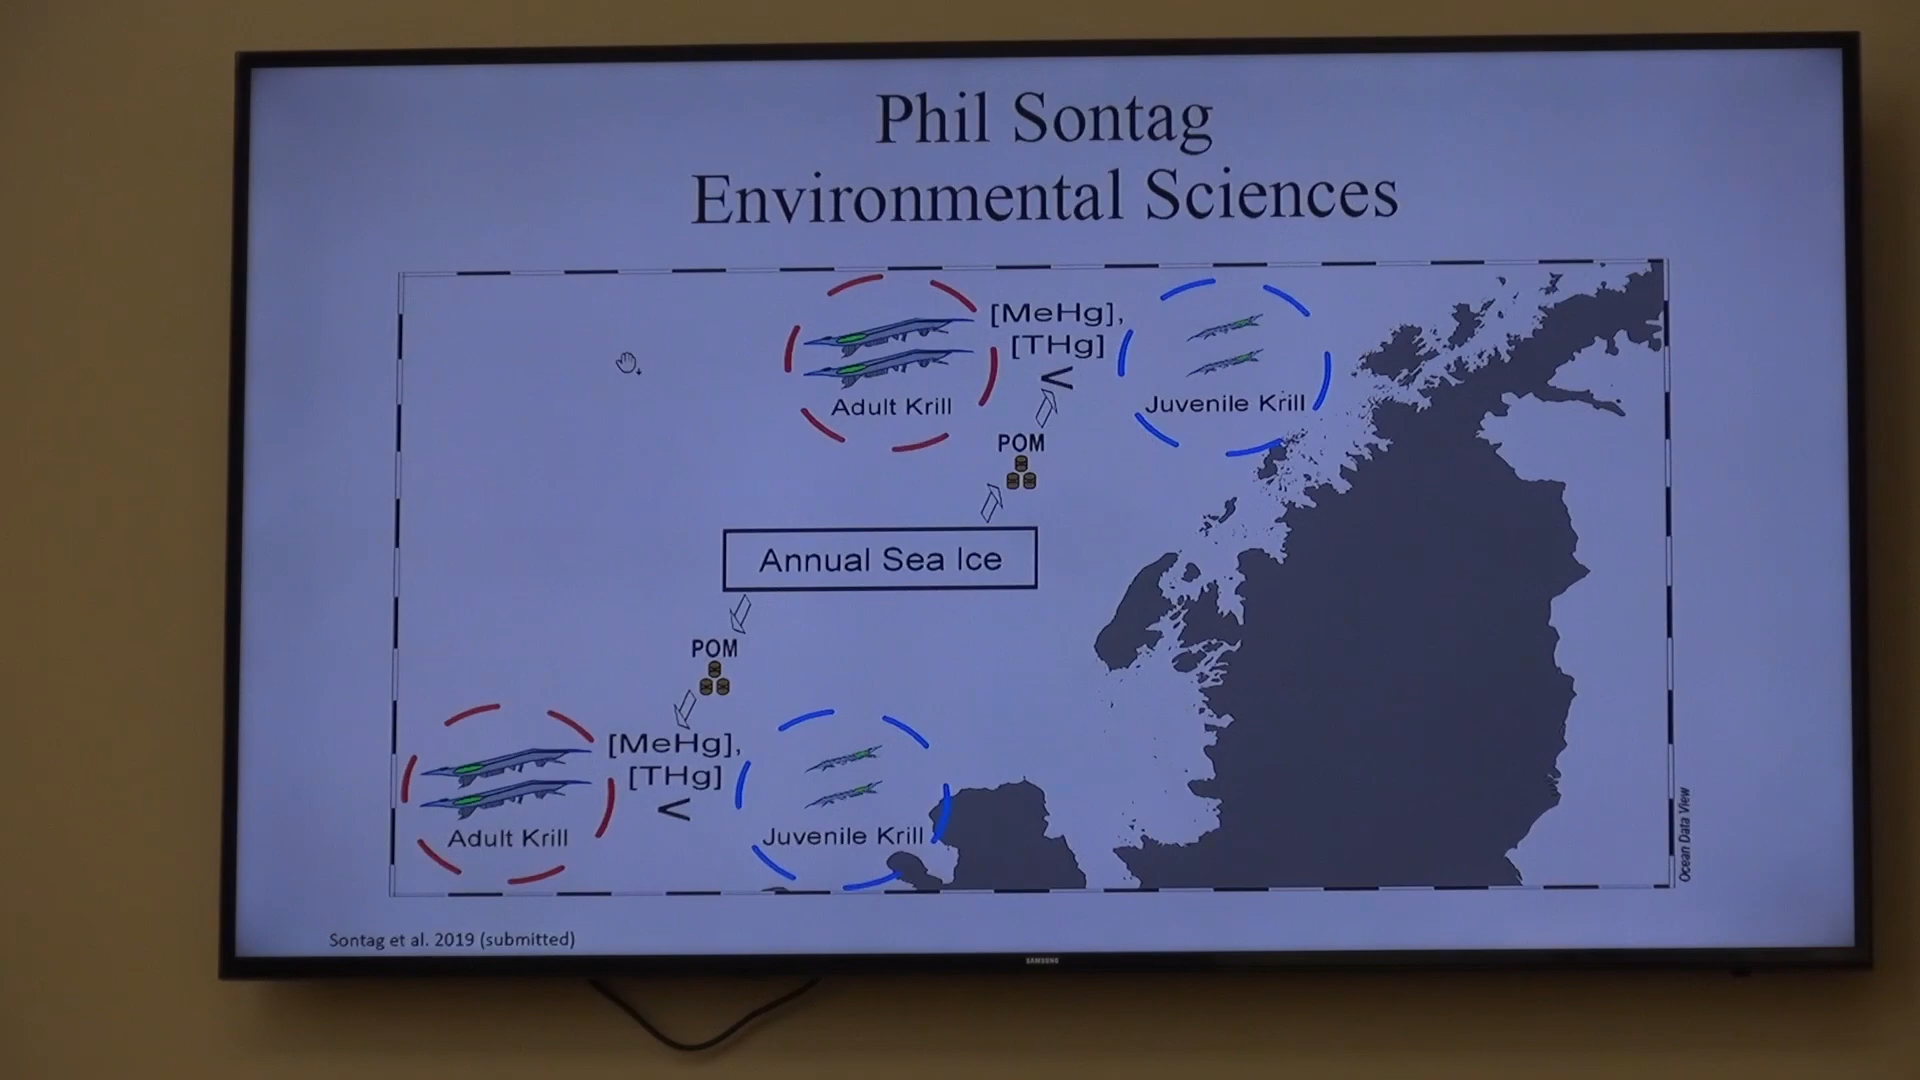 Phil Sontag
Environmental Sciences
[MeHg],
[THg]
<
Adult Krill
Juvenile Krill
POM
Annual Sea Ice
POM
[MeHg],
[THg]
<
Adult Krill
Juvenile Krill
Ocean Data View
Sontag et al. 2019 (submitted)
SAMSUNG